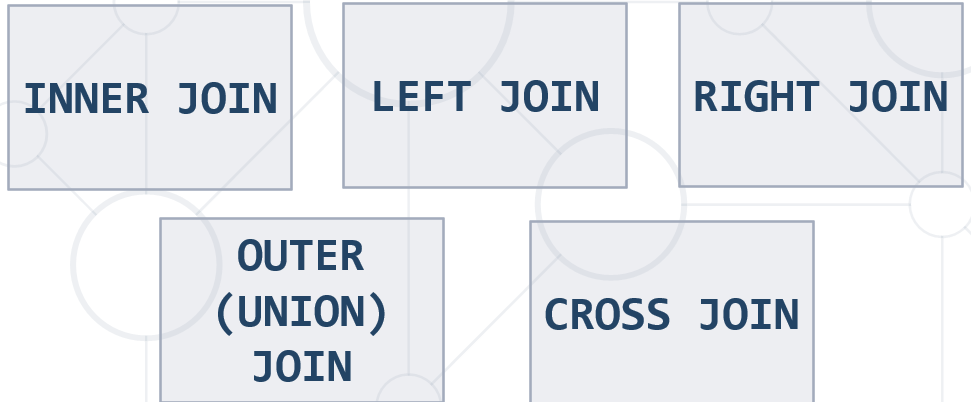 INNER JOIN
LEFT JOIN
RIGHT JOIN
OUTER
(UNION)
JOIN
CROSS JOIN